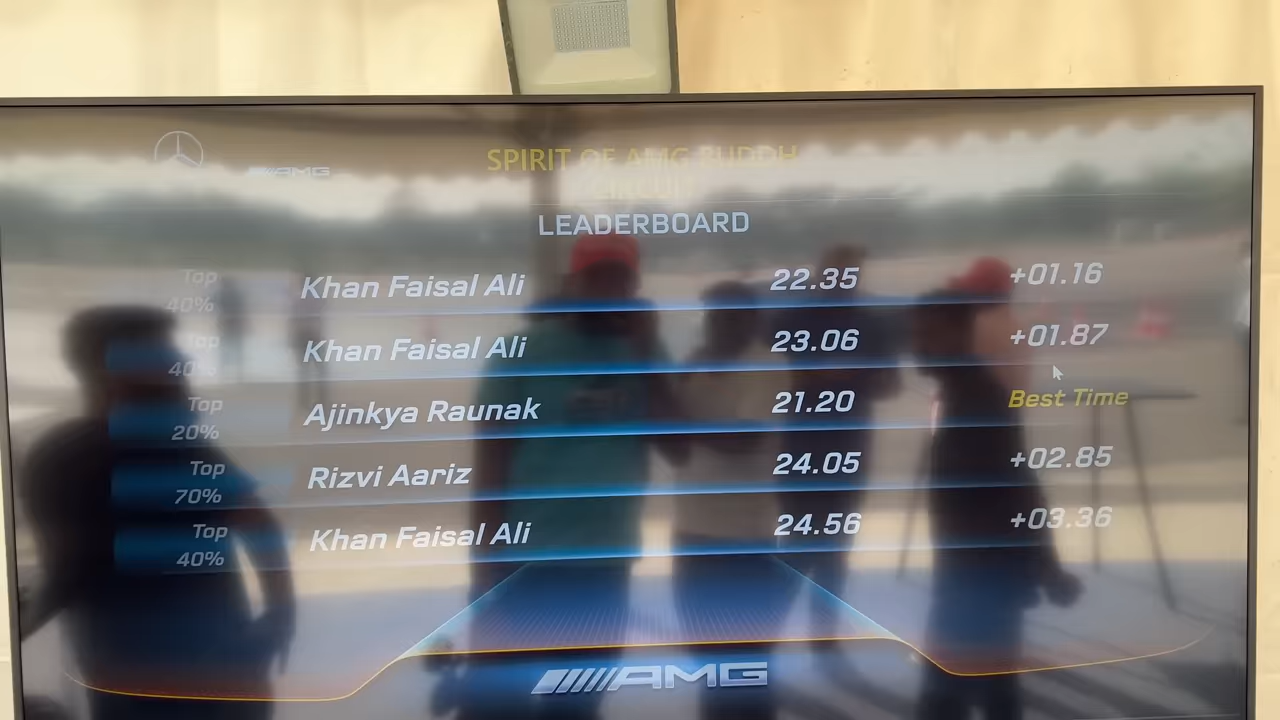 AMG
SPIRIT OF AMG BUDDH
CIRCUIT
LEADERBOARD
Top 40% Khan Faisal Ali 22.35 +01.16
Top 40% Khan Faisal Ali 23.06 +01.87
Top 20% Ajinkya Raunak 21.20 Best Time
Top 70% Rizvi Aariz 24.05 +02.85
Top 40% Khan Faisal Ali 24.56 +03.36
AMG